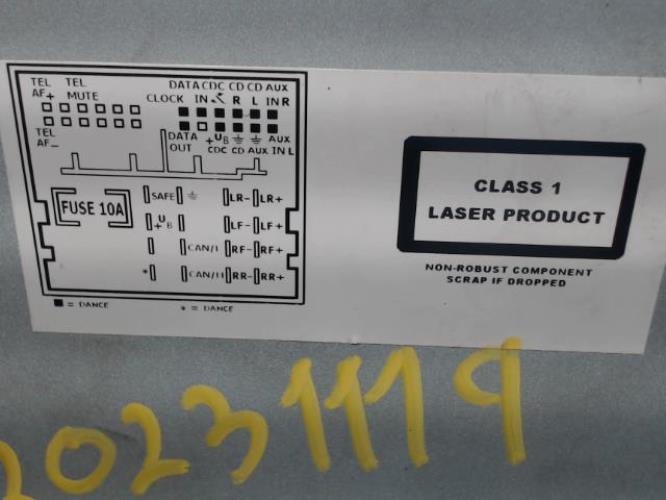 TEL TEL DATA CDC CD CD AUX
AF+ MUTE CLOCK IN R L IN R
TEL DATA +UB AUX
AF- OUT CDC CD AUX IN L
FUSE 10A SAFE LR- LR+
+UB LF- LF+
CAN/L RF- RF+
* CAN/H RR- RR+
■ = DANCE * = DANCE
CLASS 1
LASER PRODUCT
NON-ROBUST COMPONENT
SCRAP IF DROPPED
20231119